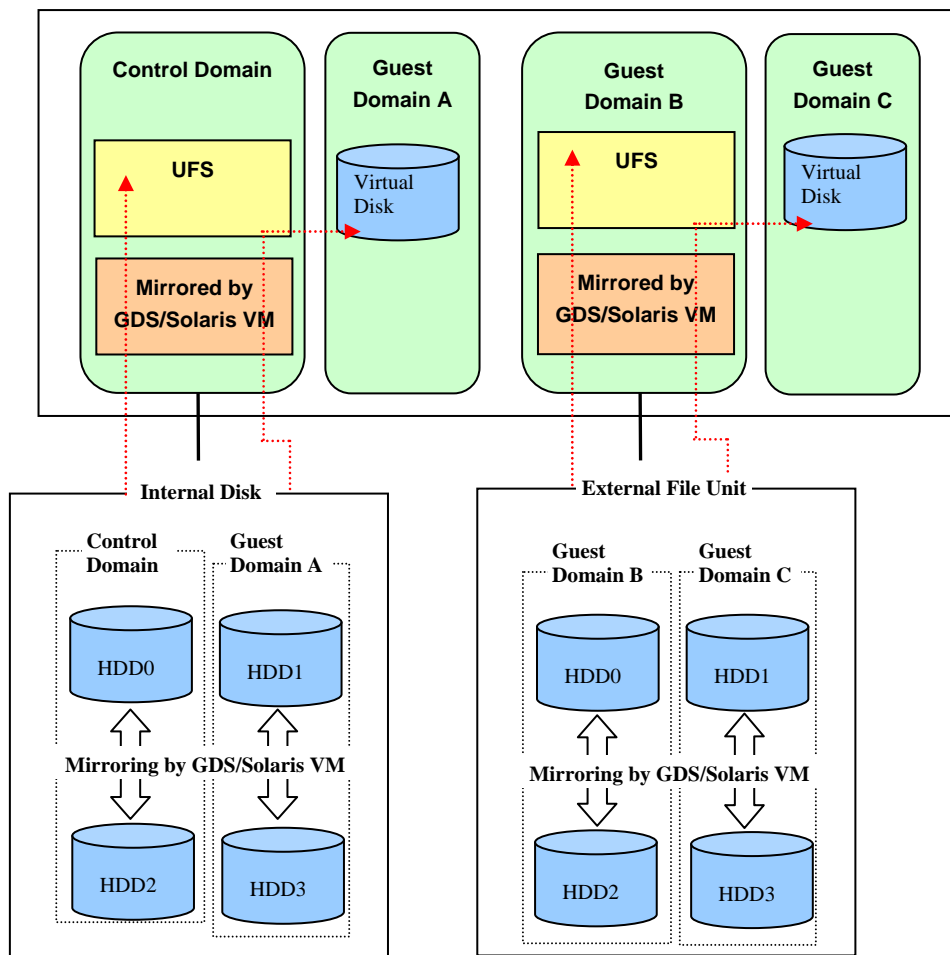 Control Domain
UFS
Mirrored by
GDS/Solaris VM
Guest
Domain A
Virtual
Disk
Guest
Domain B
UFS
Mirrored by
GDS/Solaris VM
Guest
Domain C
Virtual
Disk
Internal Disk
Control
Domain
Guest
Domain A
HDD0
HDD1
Mirroring by GDS/Solaris VM
HDD2
HDD3
External File Unit
Guest
Domain B
Guest
Domain C
HDD0
HDD1
Mirroring by GDS/Solaris VM
HDD2
HDD3